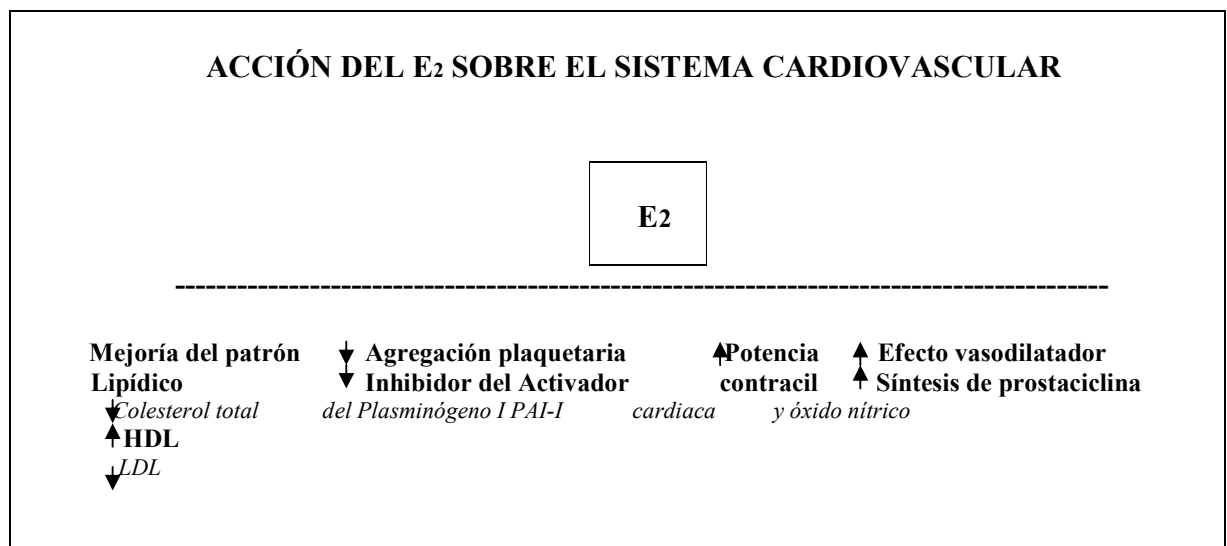 ACCIÓN DEL E2 SOBRE EL SISTEMA CARDIOVASCULAR
E2
------------------------------------------------------------------------------------------
Mejoría del patrón ↓ Agregación plaquetaria ↑Potencia ↑ Efecto vasodilatador
Lipídico ↓ Inhibidor del Activador contracil ↑ Síntesis de prostaciclina
↓Colesterol total del Plasminógeno I PAI-I cardiaca y óxido nítrico
↑HDL
↓LDL